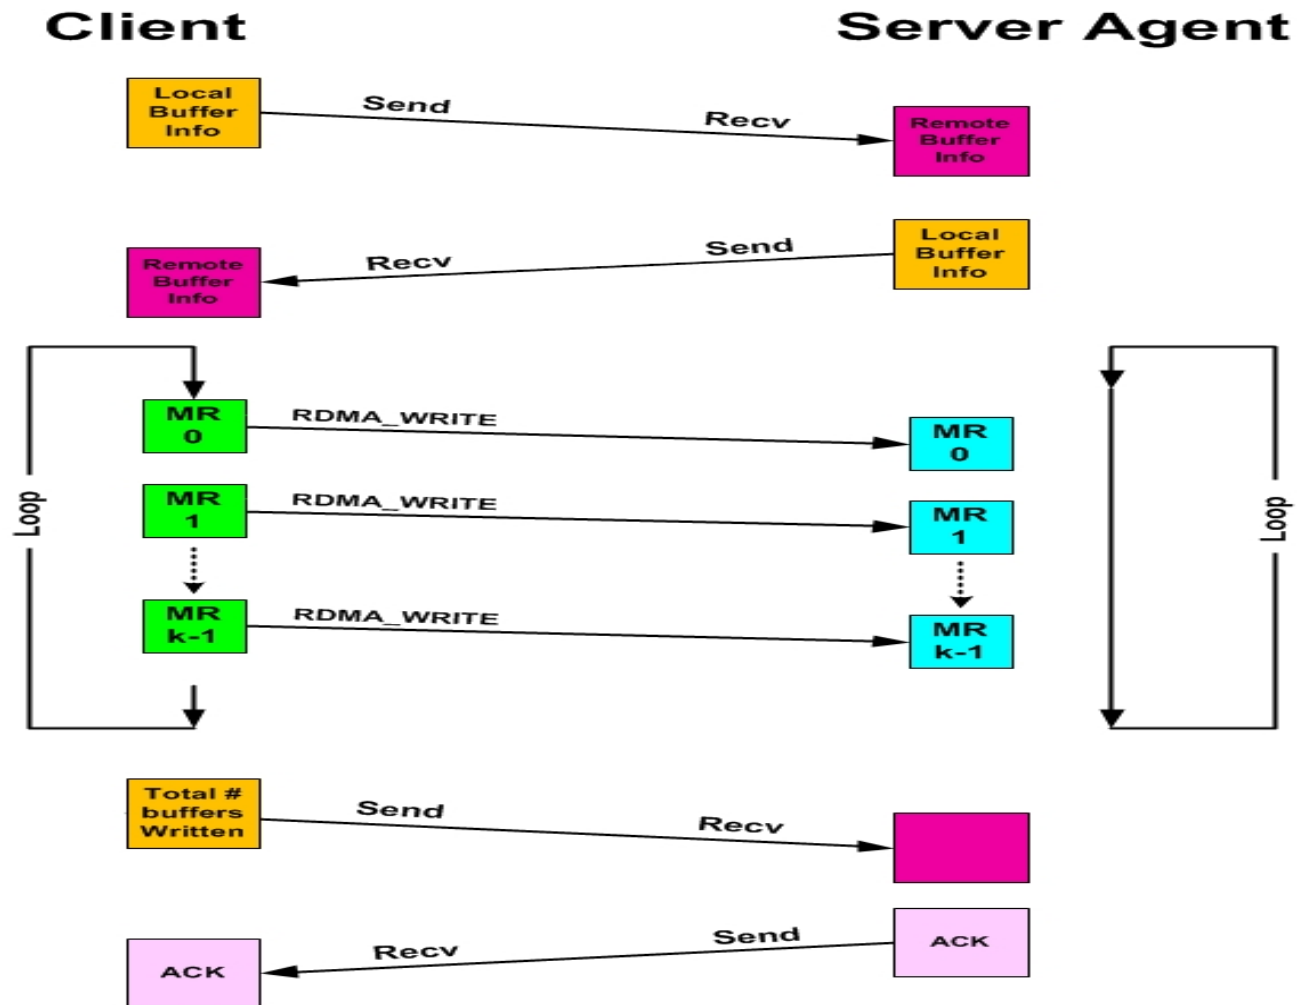 Client
Server Agent
Local
Buffer
Info
Send
Recv
Remote
Buffer
Info
Local
Buffer
Info
Send
Recv
Remote
Buffer
Info
Loop
MR
0
RDMA_WRITE
MR
0
MR
1
RDMA_WRITE
MR
1
MR
k-1
RDMA_WRITE
MR
k-1
Loop
Total #
buffers
Written
Send
Recv
ACK
Send
Recv
ACK